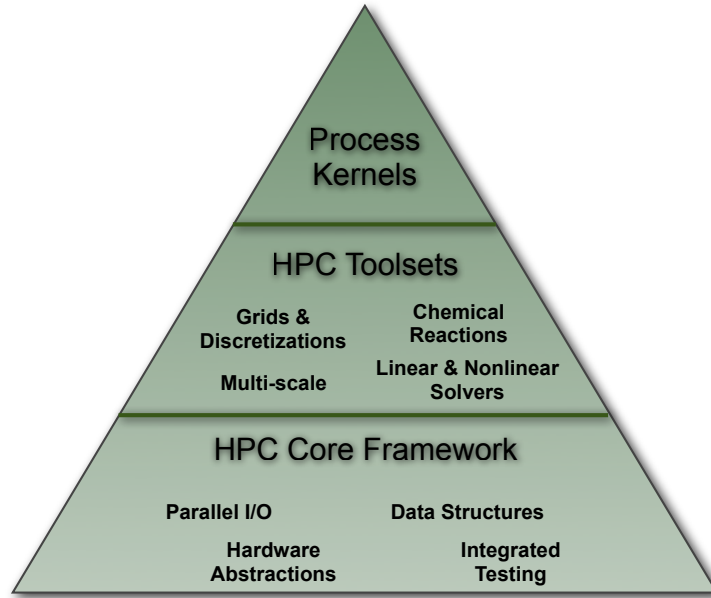 Process
Kernels
HPC Toolsets
Grids &
Discretizations
Chemical
Reactions
Multi-scale
Linear & Nonlinear
Solvers
HPC Core Framework
Parallel I/O
Data Structures
Hardware
Abstractions
Integrated
Testing